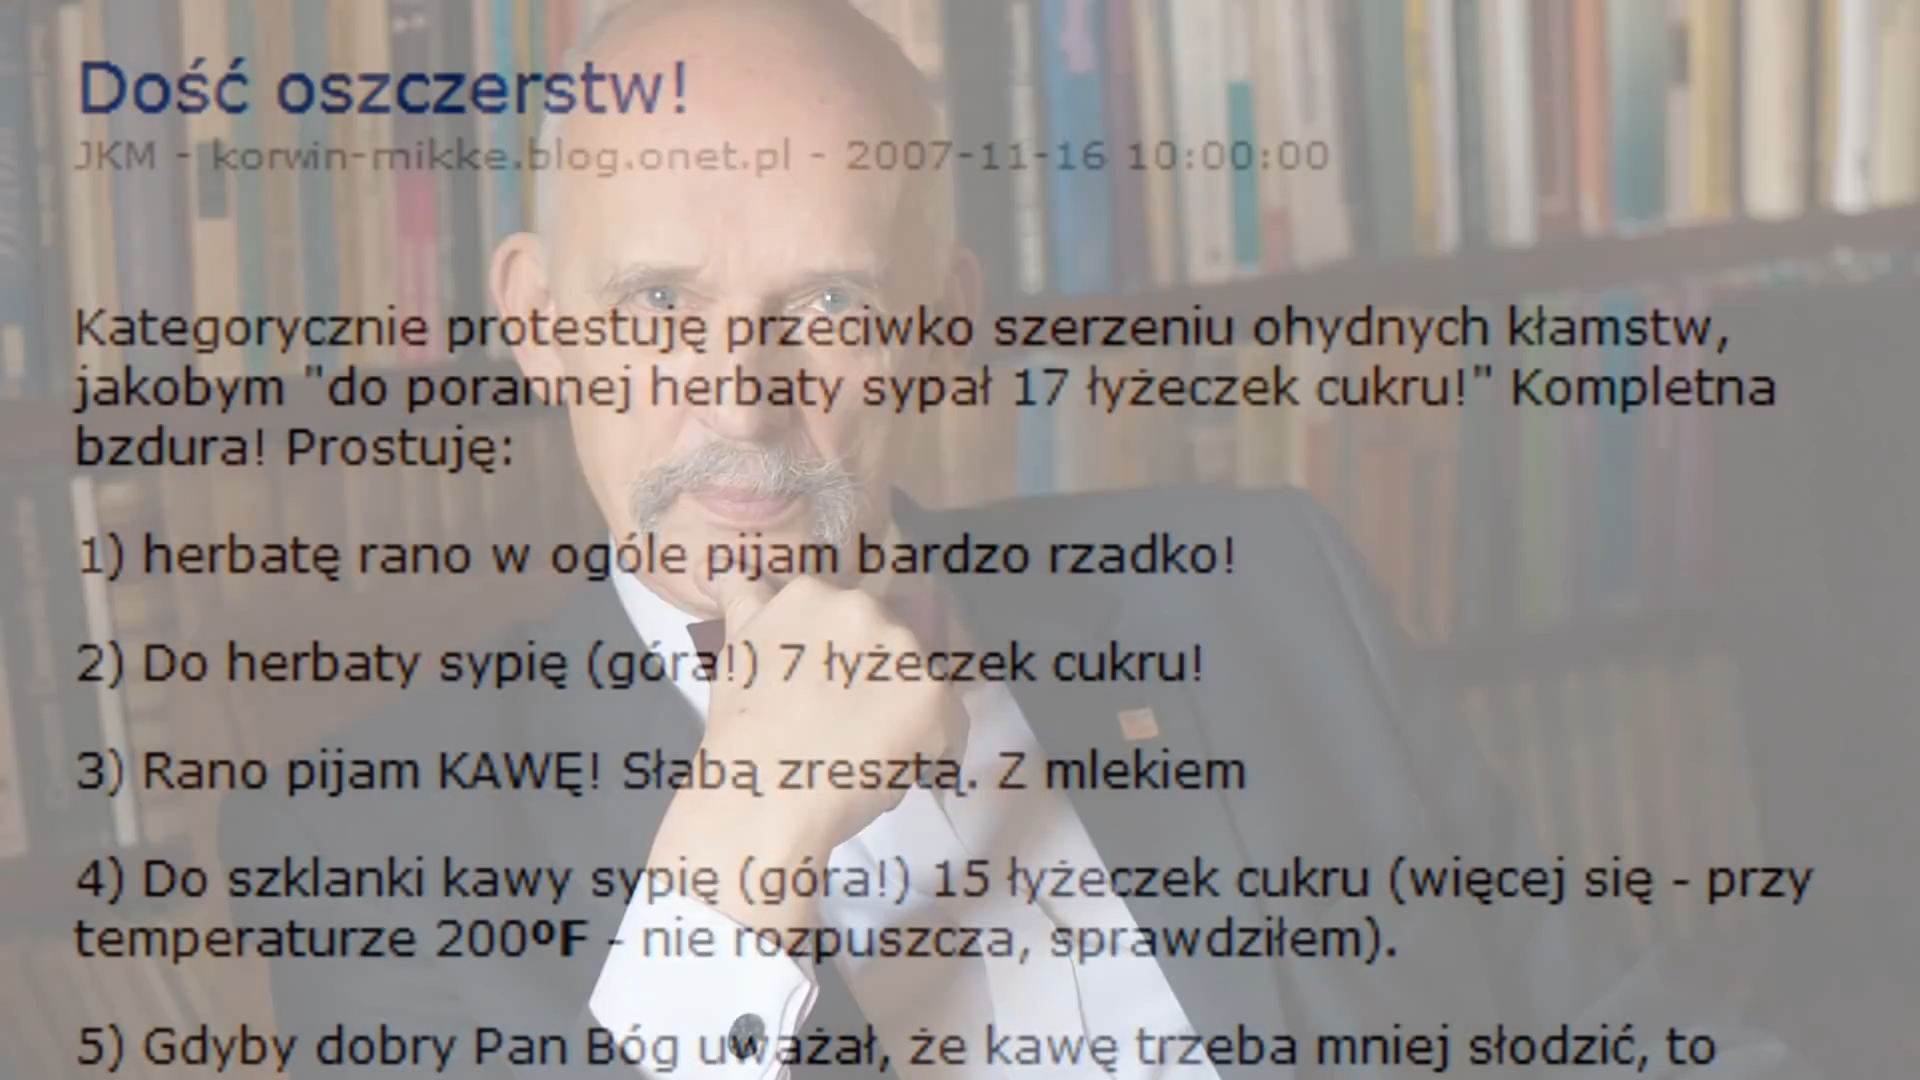 Dość oszczerstw!
JKM - korwin-mikke.blog.onet.pl - 2007-11-16 10:00:00
Kategorycznie protestuję przeciwko szerzeniu ohydnych kłamstw,
jakobym "do porannej herbaty sypał 17 łyżeczek cukru!" Kompletna
bzdura! Prostuję:
1) herbatę rano w ogóle pijam bardzo rzadko!
2) Do herbaty sypię (góra!) 7 łyżeczek cukru!
3) Rano pijam KAWĘ! Słabą zresztą. Z mlekiem
4) Do szklanki kawy sypię (góra!) 15 łyżeczek cukru (więcej się - przy
temperaturze 200ºF - nie rozpuszcza, sprawdziłem).
5) Gdyby dobry Pan Bóg uważał, że kawę trzeba mniej słodzić, to